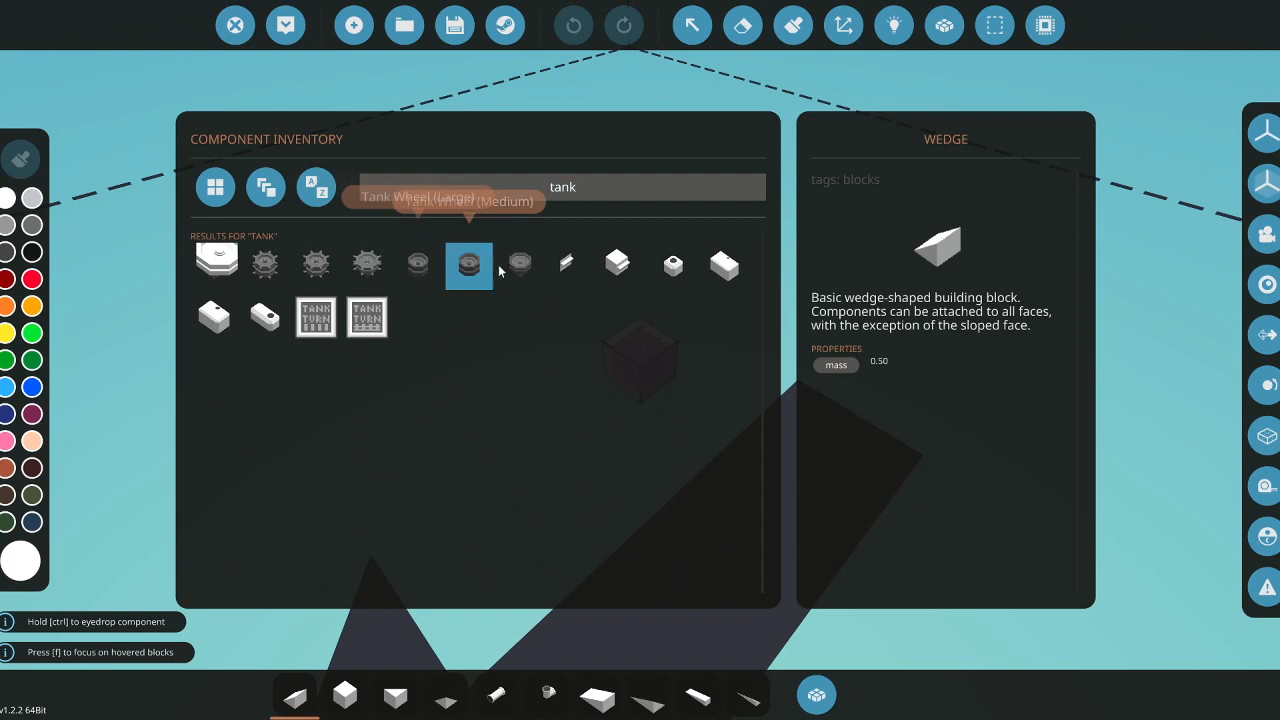 COMPONENT INVENTORY
A
Z
tank
Tank Wheel (Large)
Tank Wheel (Medium)
RESULTS FOR "TANK"
TANK TANK
TVRN TVRN
WEDGE
tags: blocks
Basic wedge-shaped building block.
Components can be attached to all faces,
with the exception of the sloped face.
PROPERTIES
mass 0.50
Hold [ctrl] to eyedrop component
Press [f] to focus on hovered blocks
v1.2.2 64Bit